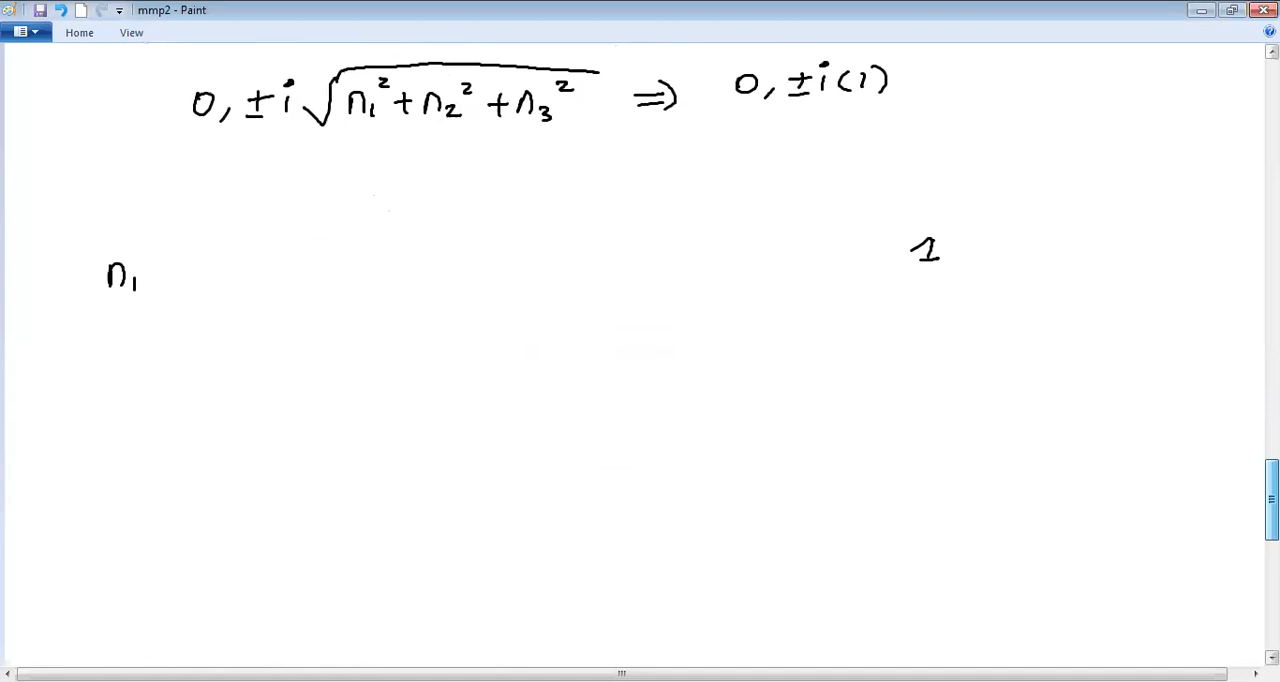 mmp2 - Paint
Home View
0, ±i√(n₁² + n₂² + n₃²) ⇒ 0, ±i(1)
1
n₁